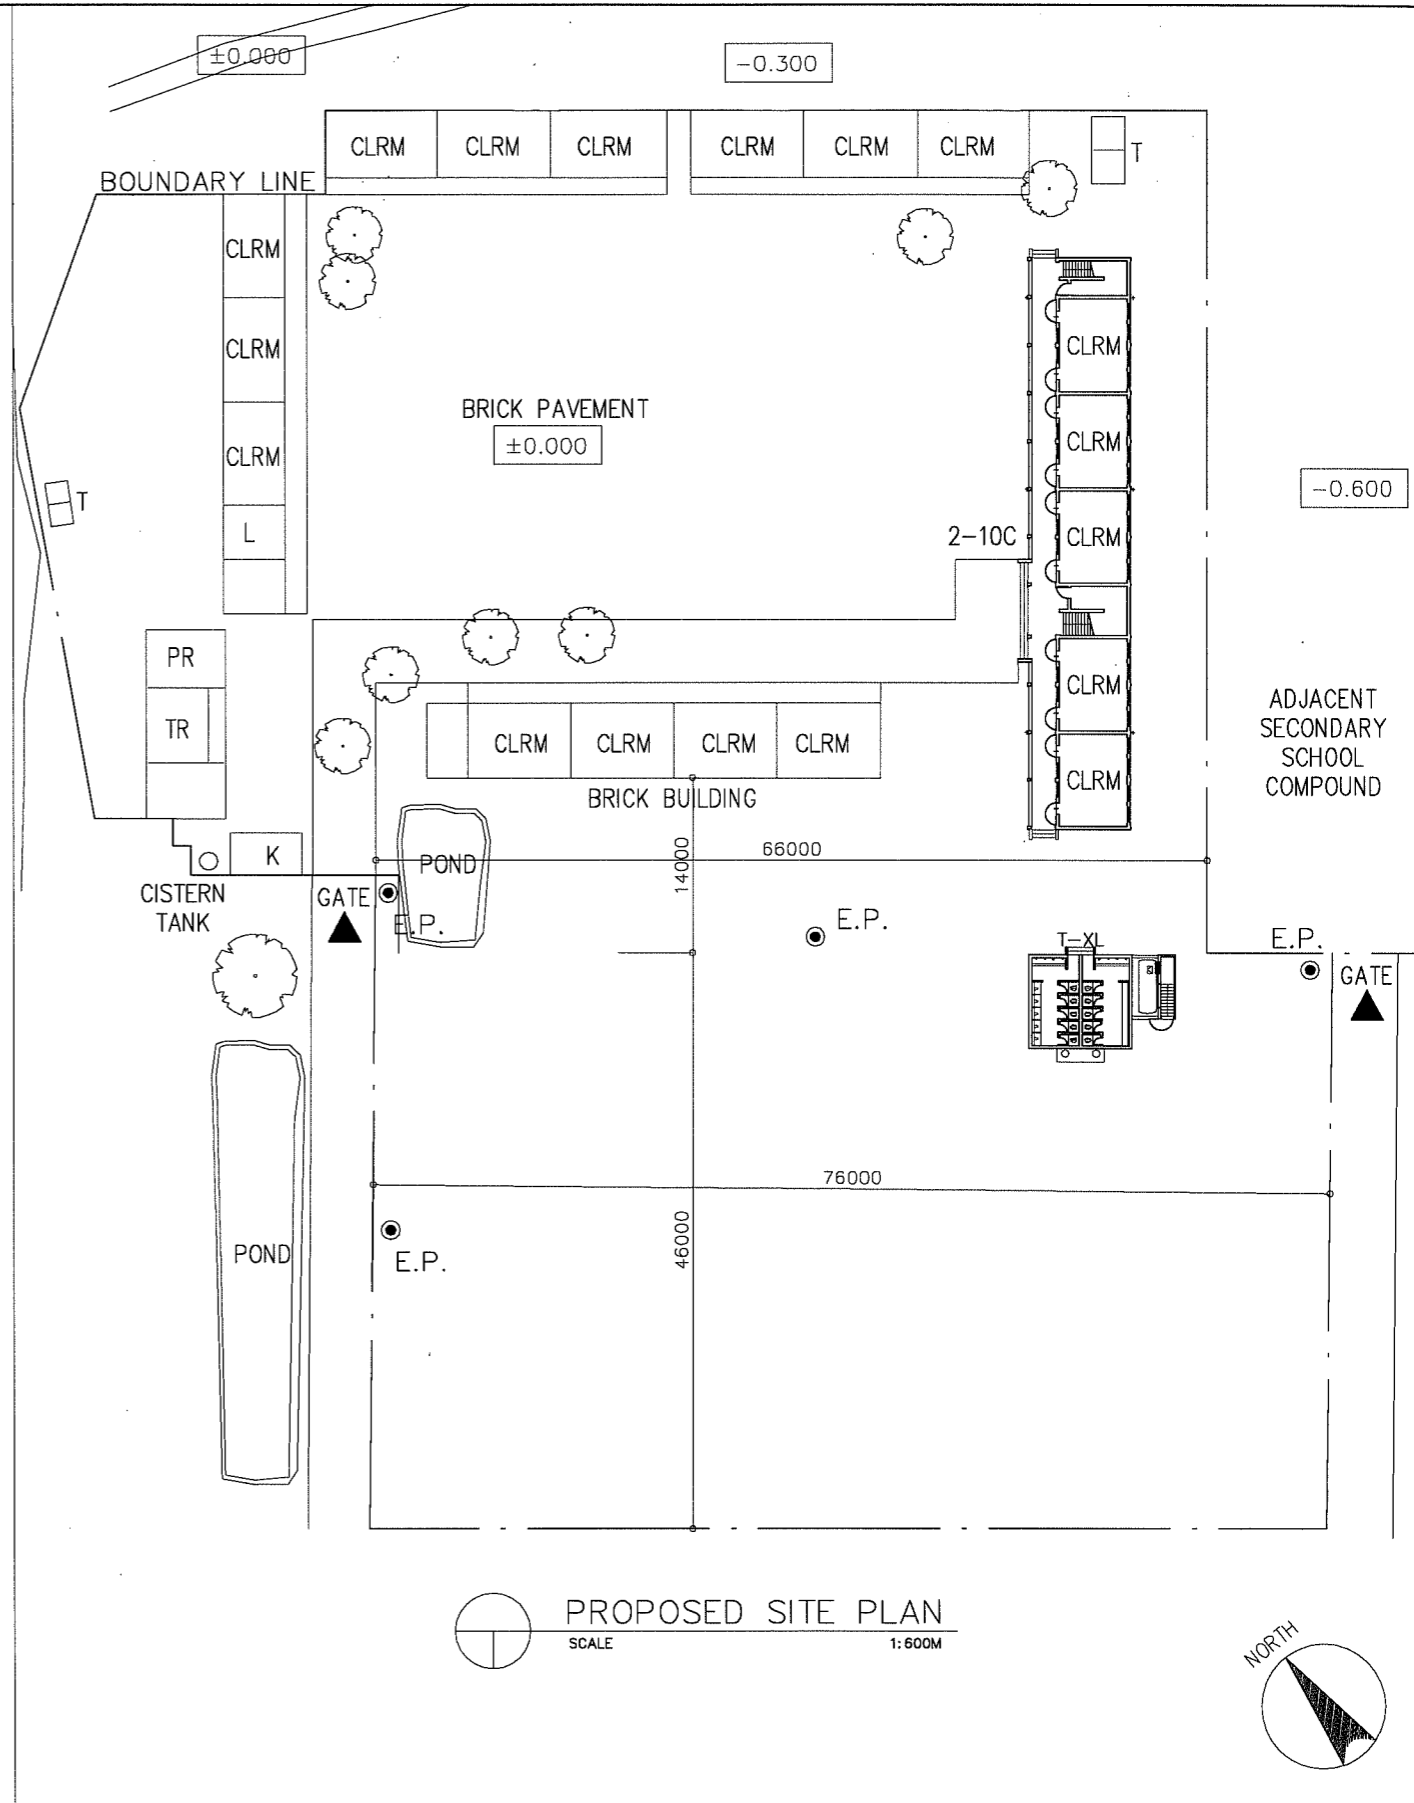 ±0.000
-0.300
CLRM
CLRM
CLRM
CLRM
CLRM
CLRM
T
BOUNDARY LINE
CLRM
CLRM
CLRM
L
T
BRICK PAVEMENT
±0.000
2-10C
CLRM
CLRM
CLRM
CLRM
CLRM
-0.600
ADJACENT
SECONDARY
SCHOOL
COMPOUND
PR
TR
K
CISTERN
TANK
CLRM
CLRM
CLRM
CLRM
BRICK BUILDING
POND
14000
66000
GATE
E.P.
E.P.
T-XL
E.P.
GATE
76000
46000
POND
E.P.
PROPOSED SITE PLAN
SCALE 1:600M
NORTH